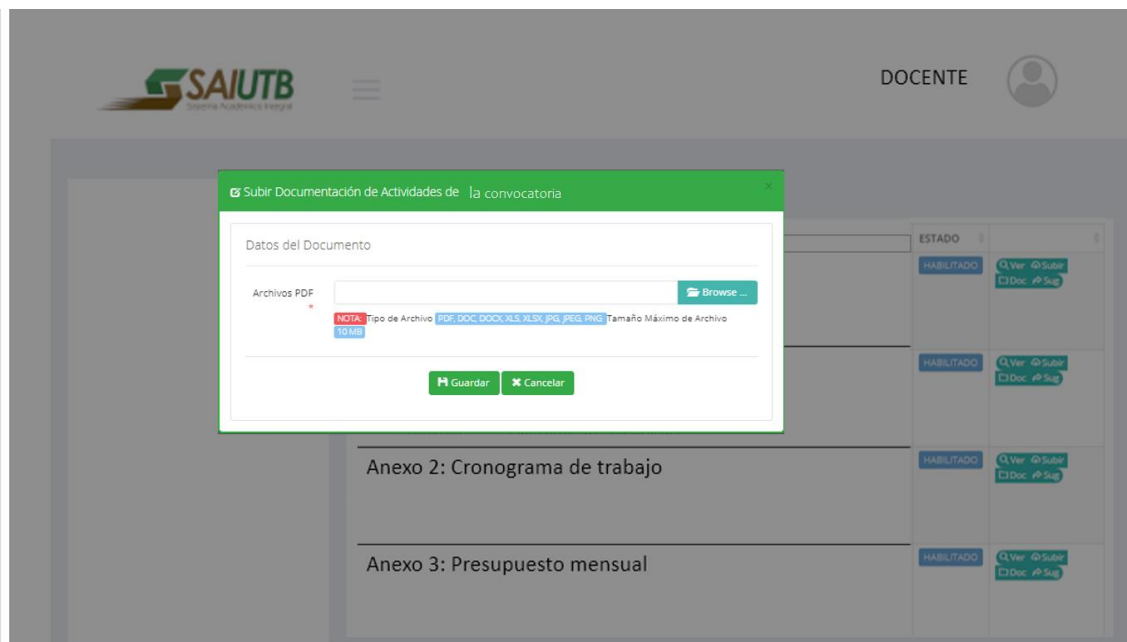 SAIUTB
Sistema Académico Integral
DOCENTE
Subir Documentación de Actividades de la convocatoria
×
Datos del Documento
Archivos PDF
*
Browse ...
NOTA: Tipo de Archivo PDF, DOC, DOCX, XLS, XLSX, JPG, JPEG, PNG Tamaño Máximo de Archivo
10 MB
Guardar
Cancelar
ESTADO
HABILITADO
Ver Subir
Doc Sug
HABILITADO
Ver Subir
Doc Sug
Anexo 2: Cronograma de trabajo
HABILITADO
Ver Subir
Doc Sug
Anexo 3: Presupuesto mensual
HABILITADO
Ver Subir
Doc Sug